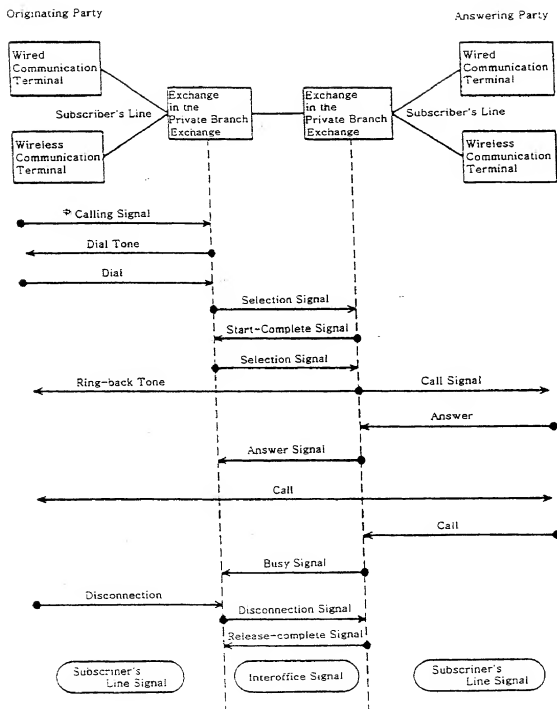 Originating Party
Answering Party
Wired
Communication
Terminal
Wired
Communication
Terminal
Exchange
in the
Private Branch
Exchange
Exchange
in the
Private Branch
Exchange
Subscriber's Line
Subscriber's Line
Wireless
Communication
Terminal
Wireless
Communication
Terminal
Calling Signal
Dial Tone
Dial
Selection Signal
Start-Complete Signal
Selection Signal
Ring-back Tone
Call Signal
Answer
Answer Signal
Call
Call
Busy Signal
Disconnection
Disconnection Signal
Release-complete Signal
Subscriner's
Line Signal
Interoffice Signal
Subscriber's
Line Signal